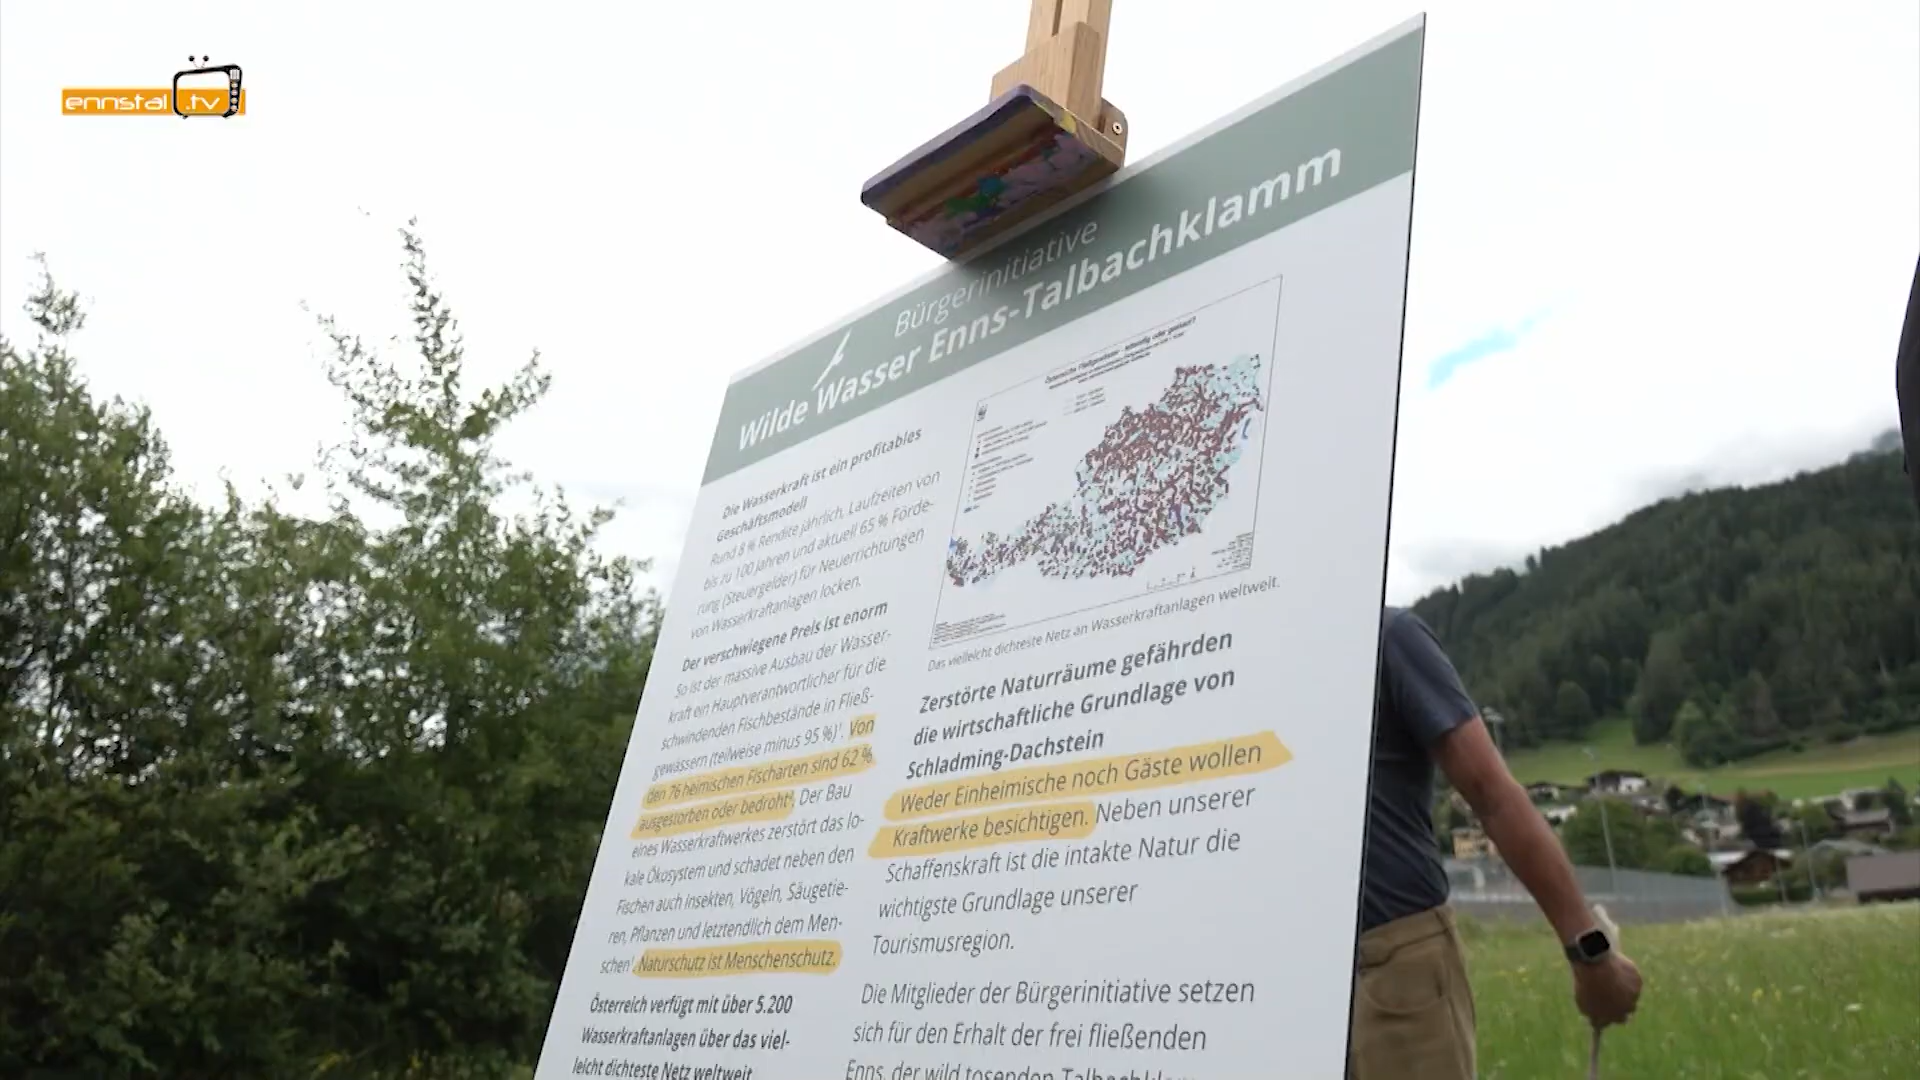 ennstal .tv
Bürgerinitiative
Wilde Wasser Enns-Talbachklamm
Die Wasserkraft ist ein profitables
Geschäftsmodell
Rund 8 % Rendite jährlich, Laufzeiten von
bis zu 100 Jahren und aktuell 65 % Förde-
rung (Steuergelder) für Neuerrichtungen
von Wasserkraftanlagen locken.
Der verschwiegene Preis ist enorm
So ist der massive Ausbau der Wasser-
kraft ein Hauptverantwortlicher für die
schwindenden Fischbestände in Fließ-
gewässern (teilweise minus 95 %)¹. Von
den 76 heimischen Fischarten sind 62 %
ausgestorben oder bedroht². Der Bau
eines Wasserkraftwerkes zerstört das lo-
kale Ökosystem und schadet neben den
Fischen auch Insekten, Vögeln, Säugetie-
ren, Pflanzen und letztendlich dem Men-
schen¹. Naturschutz ist Menschenschutz.
Österreich verfügt mit über 5.200
Wasserkraftanlagen über das viel-
leicht dichteste Netz weltweit
Das vielleicht dichteste Netz an Wasserkraftanlagen weltweit.
Zerstörte Naturräume gefährden
die wirtschaftliche Grundlage von
Schladming-Dachstein
Weder Einheimische noch Gäste wollen
Kraftwerke besichtigen. Neben unserer
Schaffenskraft ist die intakte Natur die
wichtigste Grundlage unserer
Tourismusregion.
Die Mitglieder der Bürgerinitiative setzen
sich für den Erhalt der frei fließenden
Enns, der wild tosenden